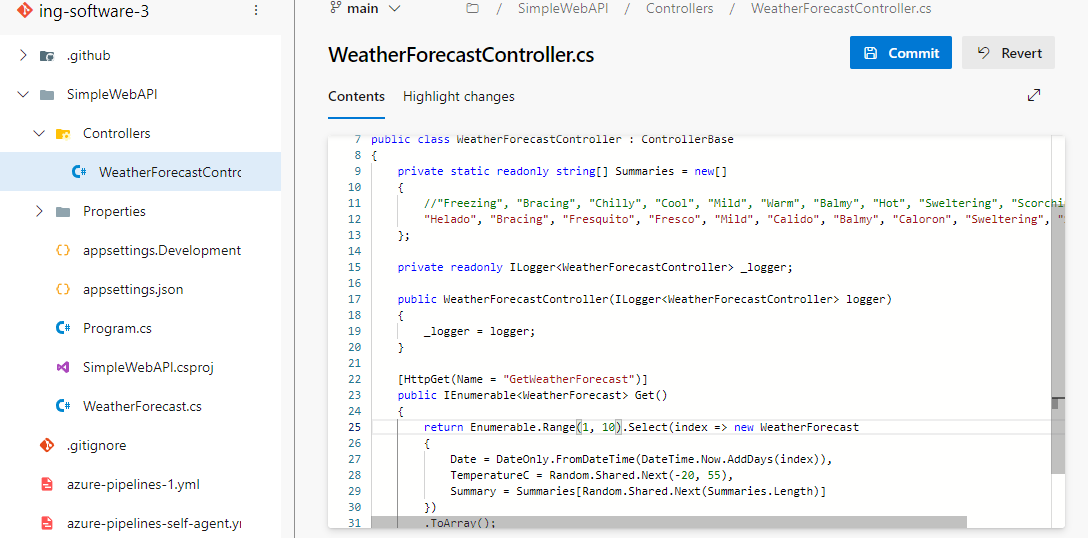 ing-software-3
main / SimpleWebAPI / Controllers / WeatherForecastController.cs
.github
SimpleWebAPI
Controllers
WeatherForecastContro
Properties
appsettings.Development
{} appsettings.json
C# Program.cs
SimpleWebAPI.csproj
C# WeatherForecast.cs
.gitignore
azure-pipelines-1.yml
azure-pipelines-self-agent.yr
WeatherForecastController.cs
Commit
Revert
Contents Highlight changes
7 public class WeatherForecastController : ControllerBase
8 {
9 private static readonly string[] Summaries = new[]
10 {
11 //"Freezing", "Bracing", "Chilly", "Cool", "Mild", "Warm", "Balmy", "Hot", "Sweltering", "Scorchi
12 "Helado", "Bracing", "Fresquito", "Fresco", "Mild", "Calido", "Balmy", "Caloron", "Sweltering", "
13 };
14
15 private readonly ILogger<WeatherForecastController> _logger;
16
17 public WeatherForecastController(ILogger<WeatherForecastController> logger)
18 {
19 _logger = logger;
20 }
21
22 [HttpGet(Name = "GetWeatherForecast")]
23 public IEnumerable<WeatherForecast> Get()
24 {
25 return Enumerable.Range(1, 10).Select(index => new WeatherForecast
26 {
27 Date = DateOnly.FromDateTime(DateTime.Now.AddDays(index)),
28 TemperatureC = Random.Shared.Next(-20, 55),
29 Summary = Summaries[Random.Shared.Next(Summaries.Length)]
30 })
31 .ToArray();